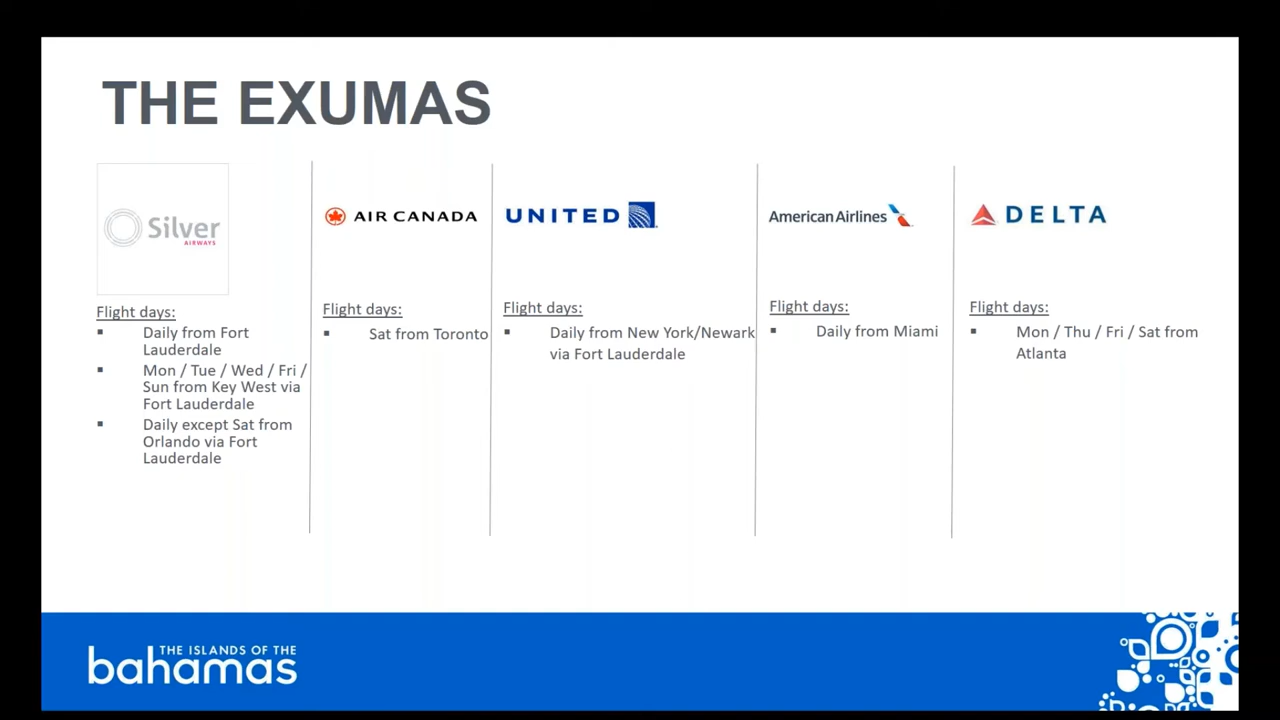 THE EXUMAS
Silver
AIRWAYS
Flight days:
▪ Daily from Fort
Lauderdale
▪ Mon / Tue / Wed / Fri /
Sun from Key West via
Fort Lauderdale
▪ Daily except Sat from
Orlando via Fort
Lauderdale
AIR CANADA
Flight days:
▪ Sat from Toronto
UNITED
Flight days:
▪ Daily from New York/Newark
via Fort Lauderdale
American Airlines
Flight days:
▪ Daily from Miami
DELTA
Flight days:
▪ Mon / Thu / Fri / Sat from
Atlanta
THE ISLANDS OF THE
bahamas